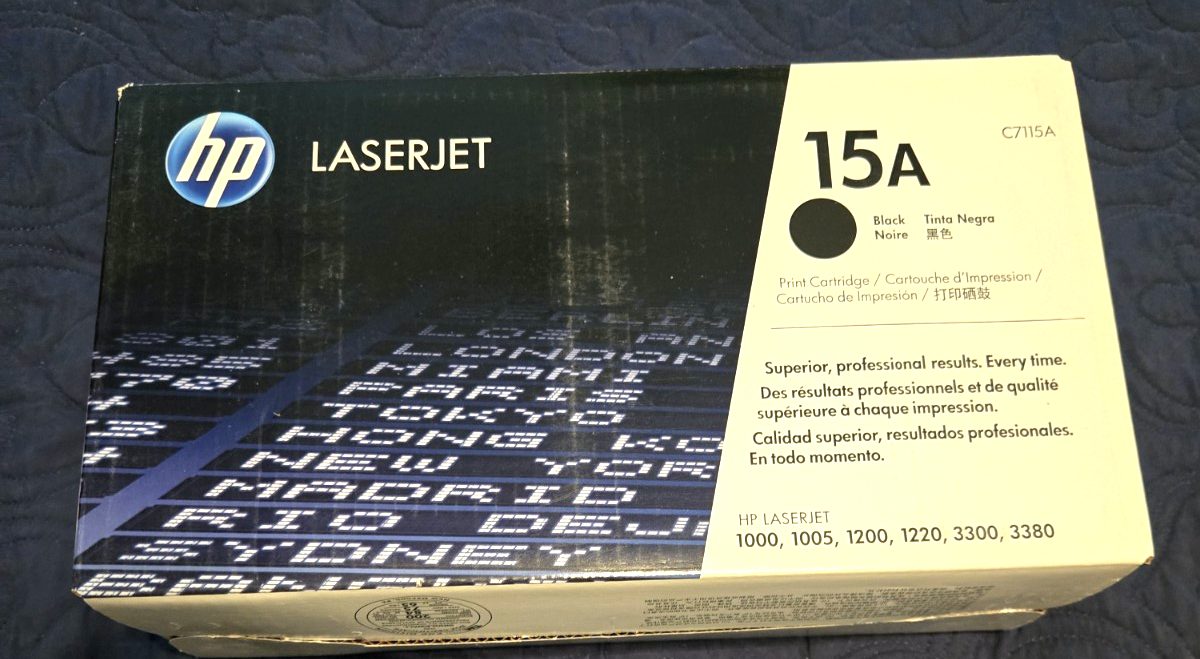 hp
LASERJET
15A
C7115A
Black Tinta Negra
Noire 黑色
Print Cartridge / Cartouche d'Impression /
Cartucho de Impresión / 打印硒鼓
Superior, professional results. Every time.
Des résultats professionnels et de qualité
supérieure à chaque impression.
Calidad superior, resultados profesionales.
En todo momento.
HP LASERJET
1000, 1005, 1200, 1220, 3300, 3380
LONDON
MIAMI
PARIS
TOKYO
HONG KO
NEW YOR
MADRID
RIO DE
SYDNEY